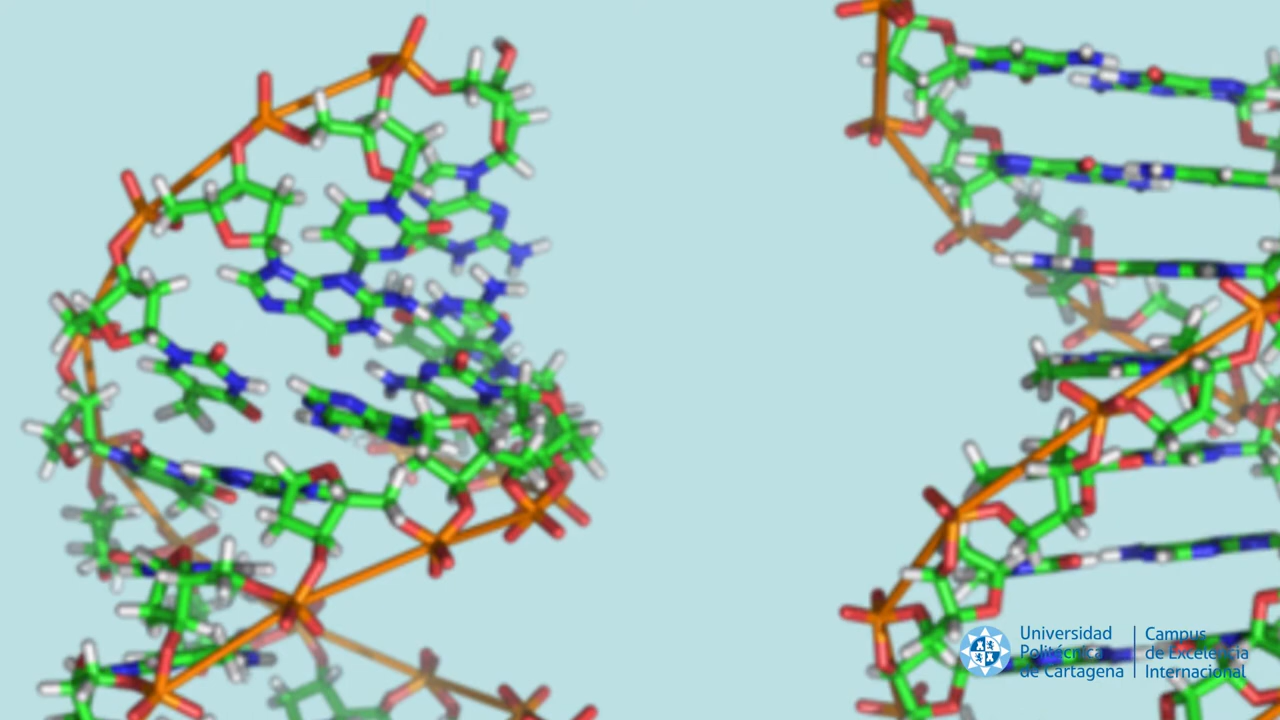 Universidad
Politécnica
de Cartagena
Campus
de Excelencia
Internacional